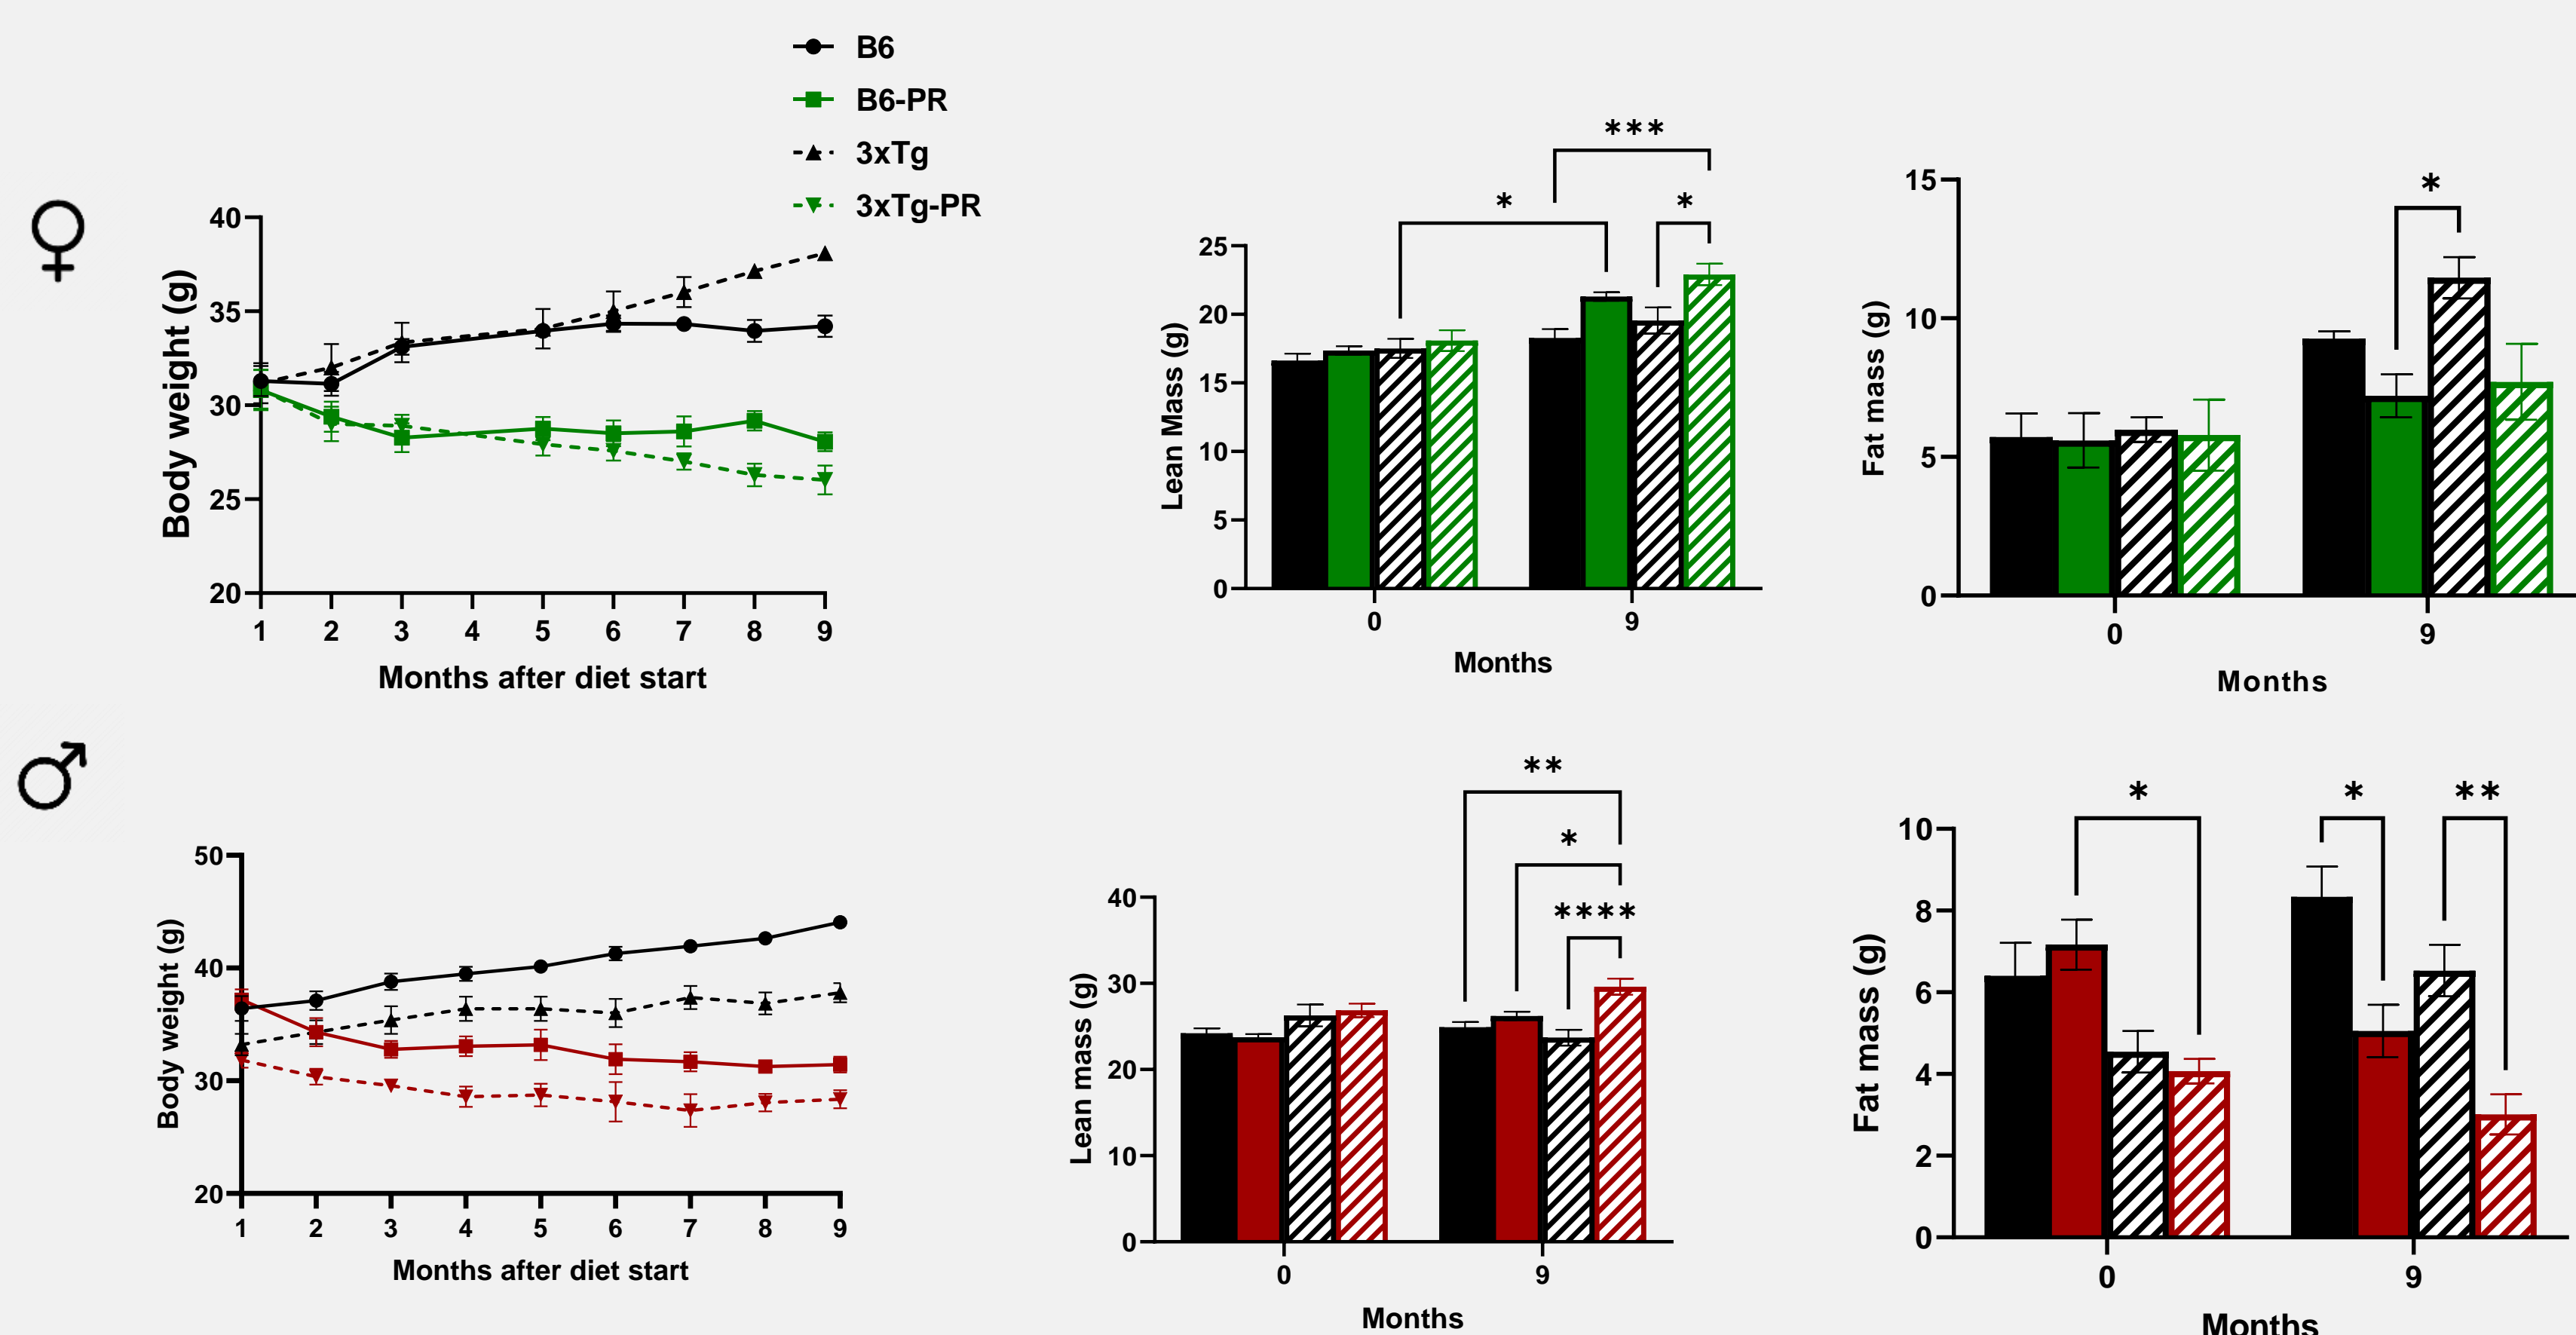 B6
B6-PR
3xTg
3xTg-PR
Body weight (g)
40
35
30
25
20
1 2 3 4 5 6 7 8 9
Months after diet start
Lean Mass (g)
25
20
15
10
5
0
***
*
*
0 9
Months
Fat mass (g)
15
10
5
0
*
0 9
Months
Body weight (g)
50
40
30
20
1 2 3 4 5 6 7 8 9
Months after diet start
Lean mass (g)
40
30
20
10
0
**
*
****
0 9
Months
Fat mass (g)
10
8
6
4
2
0
*
*
**
0 9
Months